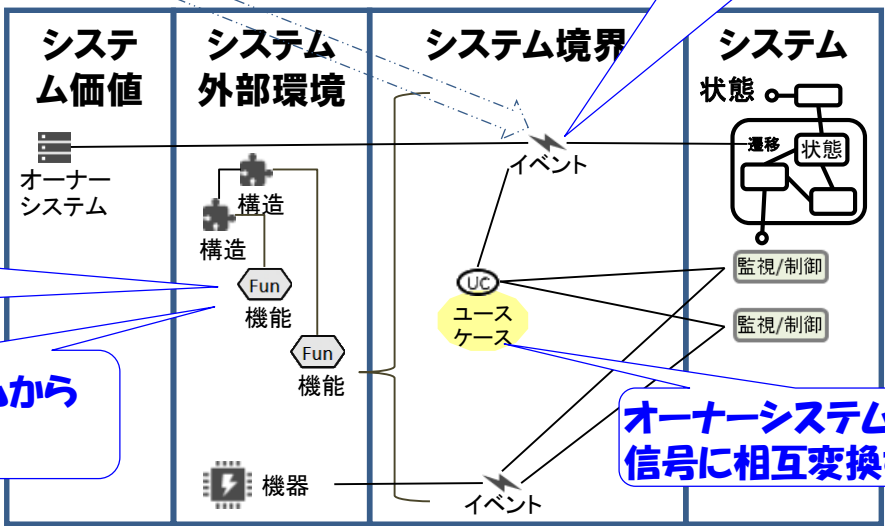 システ
ム価値
システム
外部環境
システム境界
システム
オーナー
システム
構造
構造
Fun
機能
Fun
機能
機器
イベント
UC
ユース
ケース
イベント
状態
遷移
状態
監視/制御
監視/制御
ムから
オーナーシステム
信号に相互変換